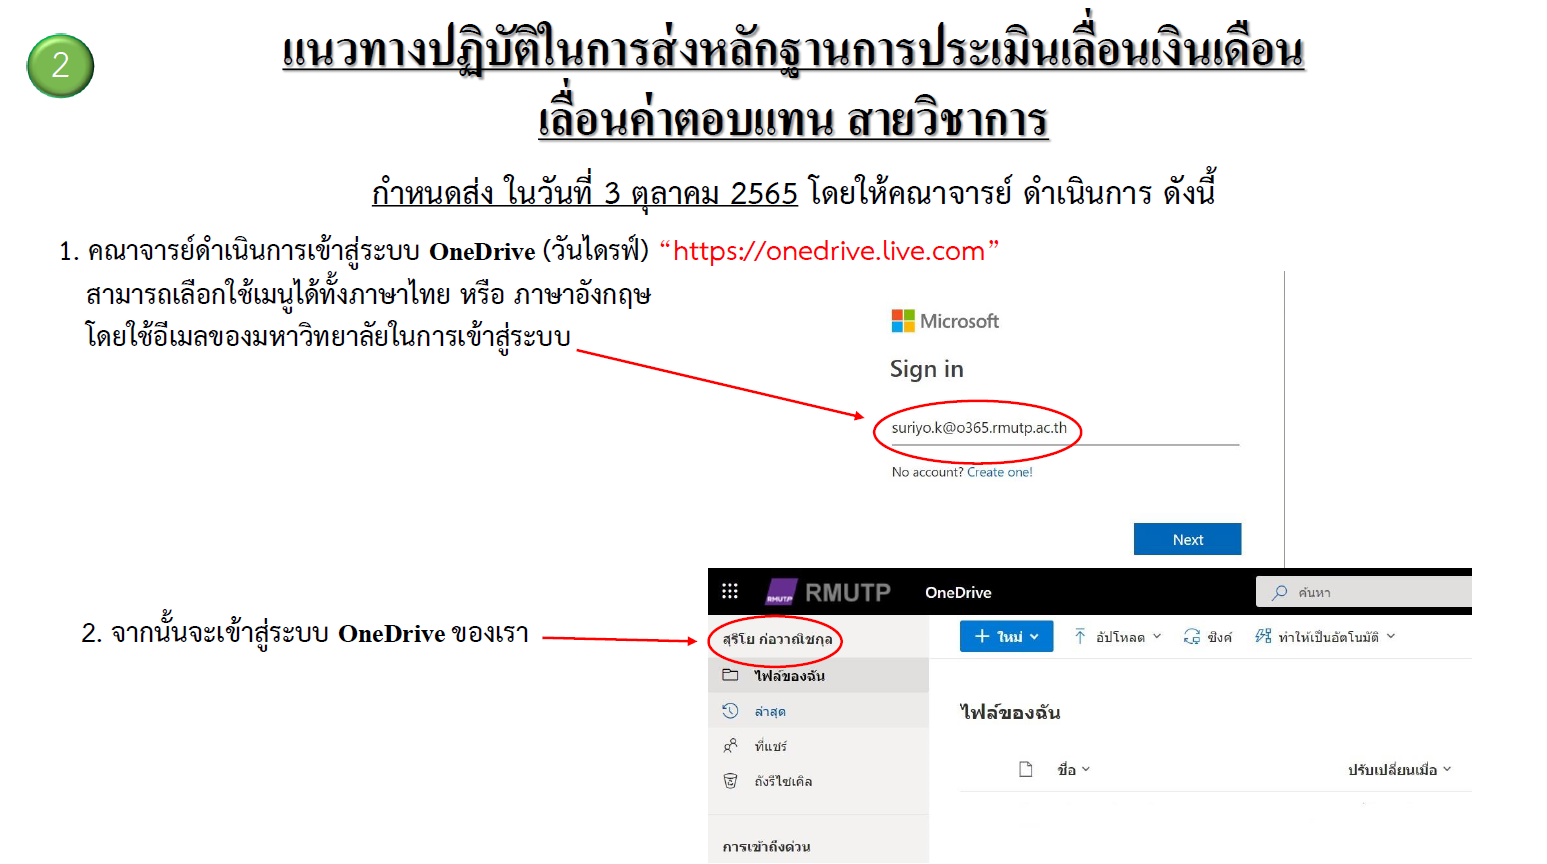 2
แนวทางปฏิบัติในการส่งหลักฐานการประเมินเลื่อนเงินเดือน
เลื่อนค่าตอบแทน สายวิชาการ
กำหนดส่ง ในวันที่ 3 ตุลาคม 2565 โดยให้คณาจารย์ ดำเนินการ ดังนี้
1. คณาจารย์ดำเนินการเข้าสู่ระบบ OneDrive (วันไดรฟ์) “https://onedrive.live.com”
สามารถเลือกใช้เมนูได้ทั้งภาษาไทย หรือ ภาษาอังกฤษ
โดยใช้อีเมลของมหาวิทยาลัยในการเข้าสู่ระบบ
Microsoft
Sign in
suriyo.k@o365.rmutp.ac.th
No account? Create one!
Next
2. จากนั้นจะเข้าสู่ระบบ OneDrive ของเรา
RMUTP RMUTP OneDrive ค้นหา
สุริโย ก่อวาณิชกุล
ใหม่ อัปโหลด ซิงค์ ทำให้เป็นอัตโนมัติ
ไฟล์ของฉัน
ล่าสุด
ที่แชร์
ถังรีไซเคิล
การเข้าถึงด่วน
ไฟล์ของฉัน
ชื่อ ปรับเปลี่ยนเมื่อ